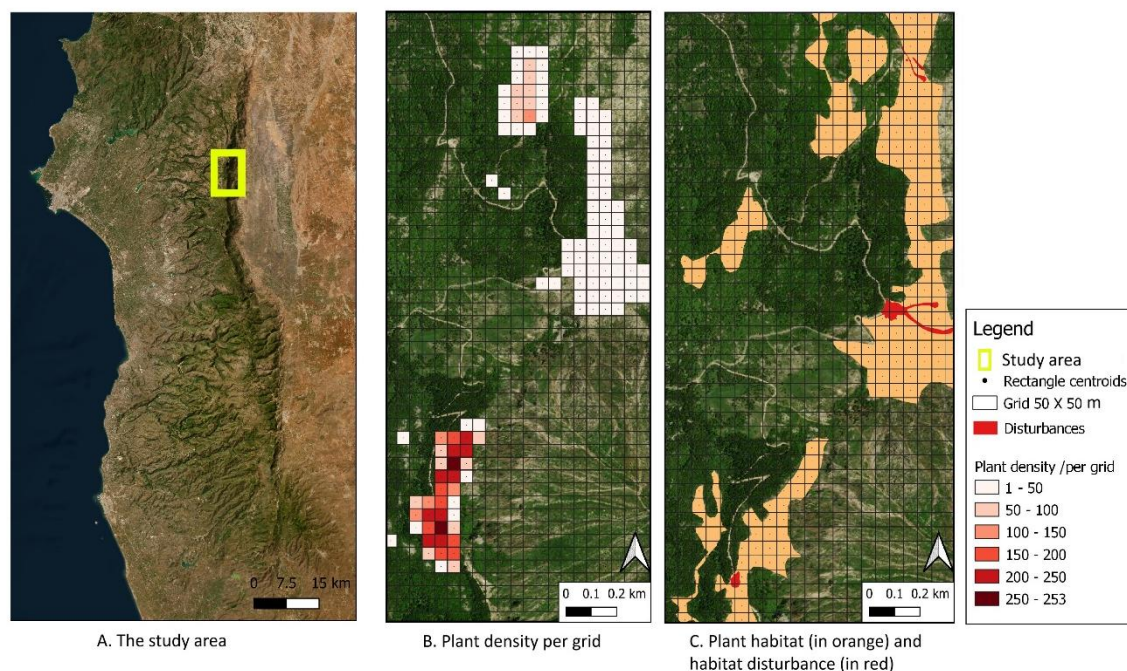 0 7.5 15 km
0 0.1 0.2 km
0 0.1 0.2 km
A. The study area
B. Plant density per grid
C. Plant habitat (in orange) and
habitat disturbance (in red)
Legend
Study area
Rectangle centroids
Grid 50 X 50 m
Disturbances
Plant density /per grid
1 - 50
50 - 100
100 - 150
150 - 200
200 - 250
250 - 253